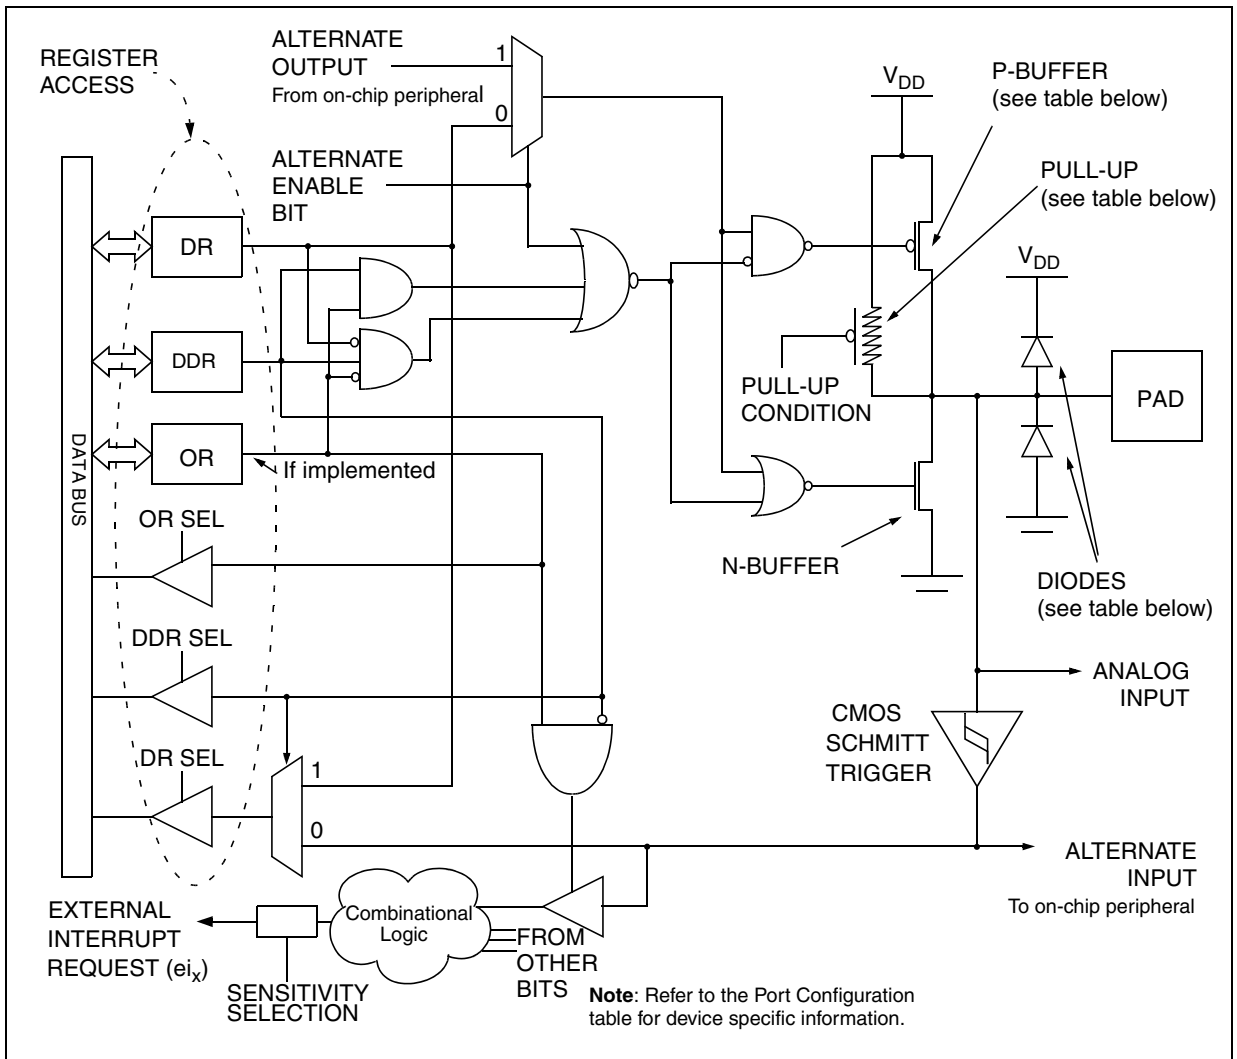 REGISTER
ACCESS
ALTERNATE
OUTPUT
From on-chip peripheral
1
0
ALTERNATE
ENABLE
BIT
VDD
P-BUFFER
(see table below)
PULL-UP
(see table below)
VDD
DR
DDR
OR
DATA BUS
If implemented
PULL-UP
CONDITION
PAD
OR SEL
N-BUFFER
DIODES
(see table below)
DDR SEL
ANALOG
INPUT
CMOS
SCHMITT
TRIGGER
DR SEL
1
0
ALTERNATE
INPUT
To on-chip peripheral
EXTERNAL
INTERRUPT
REQUEST (eix)
Combinational
Logic
FROM
OTHER
BITS
SENSITIVITY
SELECTION
Note: Refer to the Port Configuration
table for device specific information.